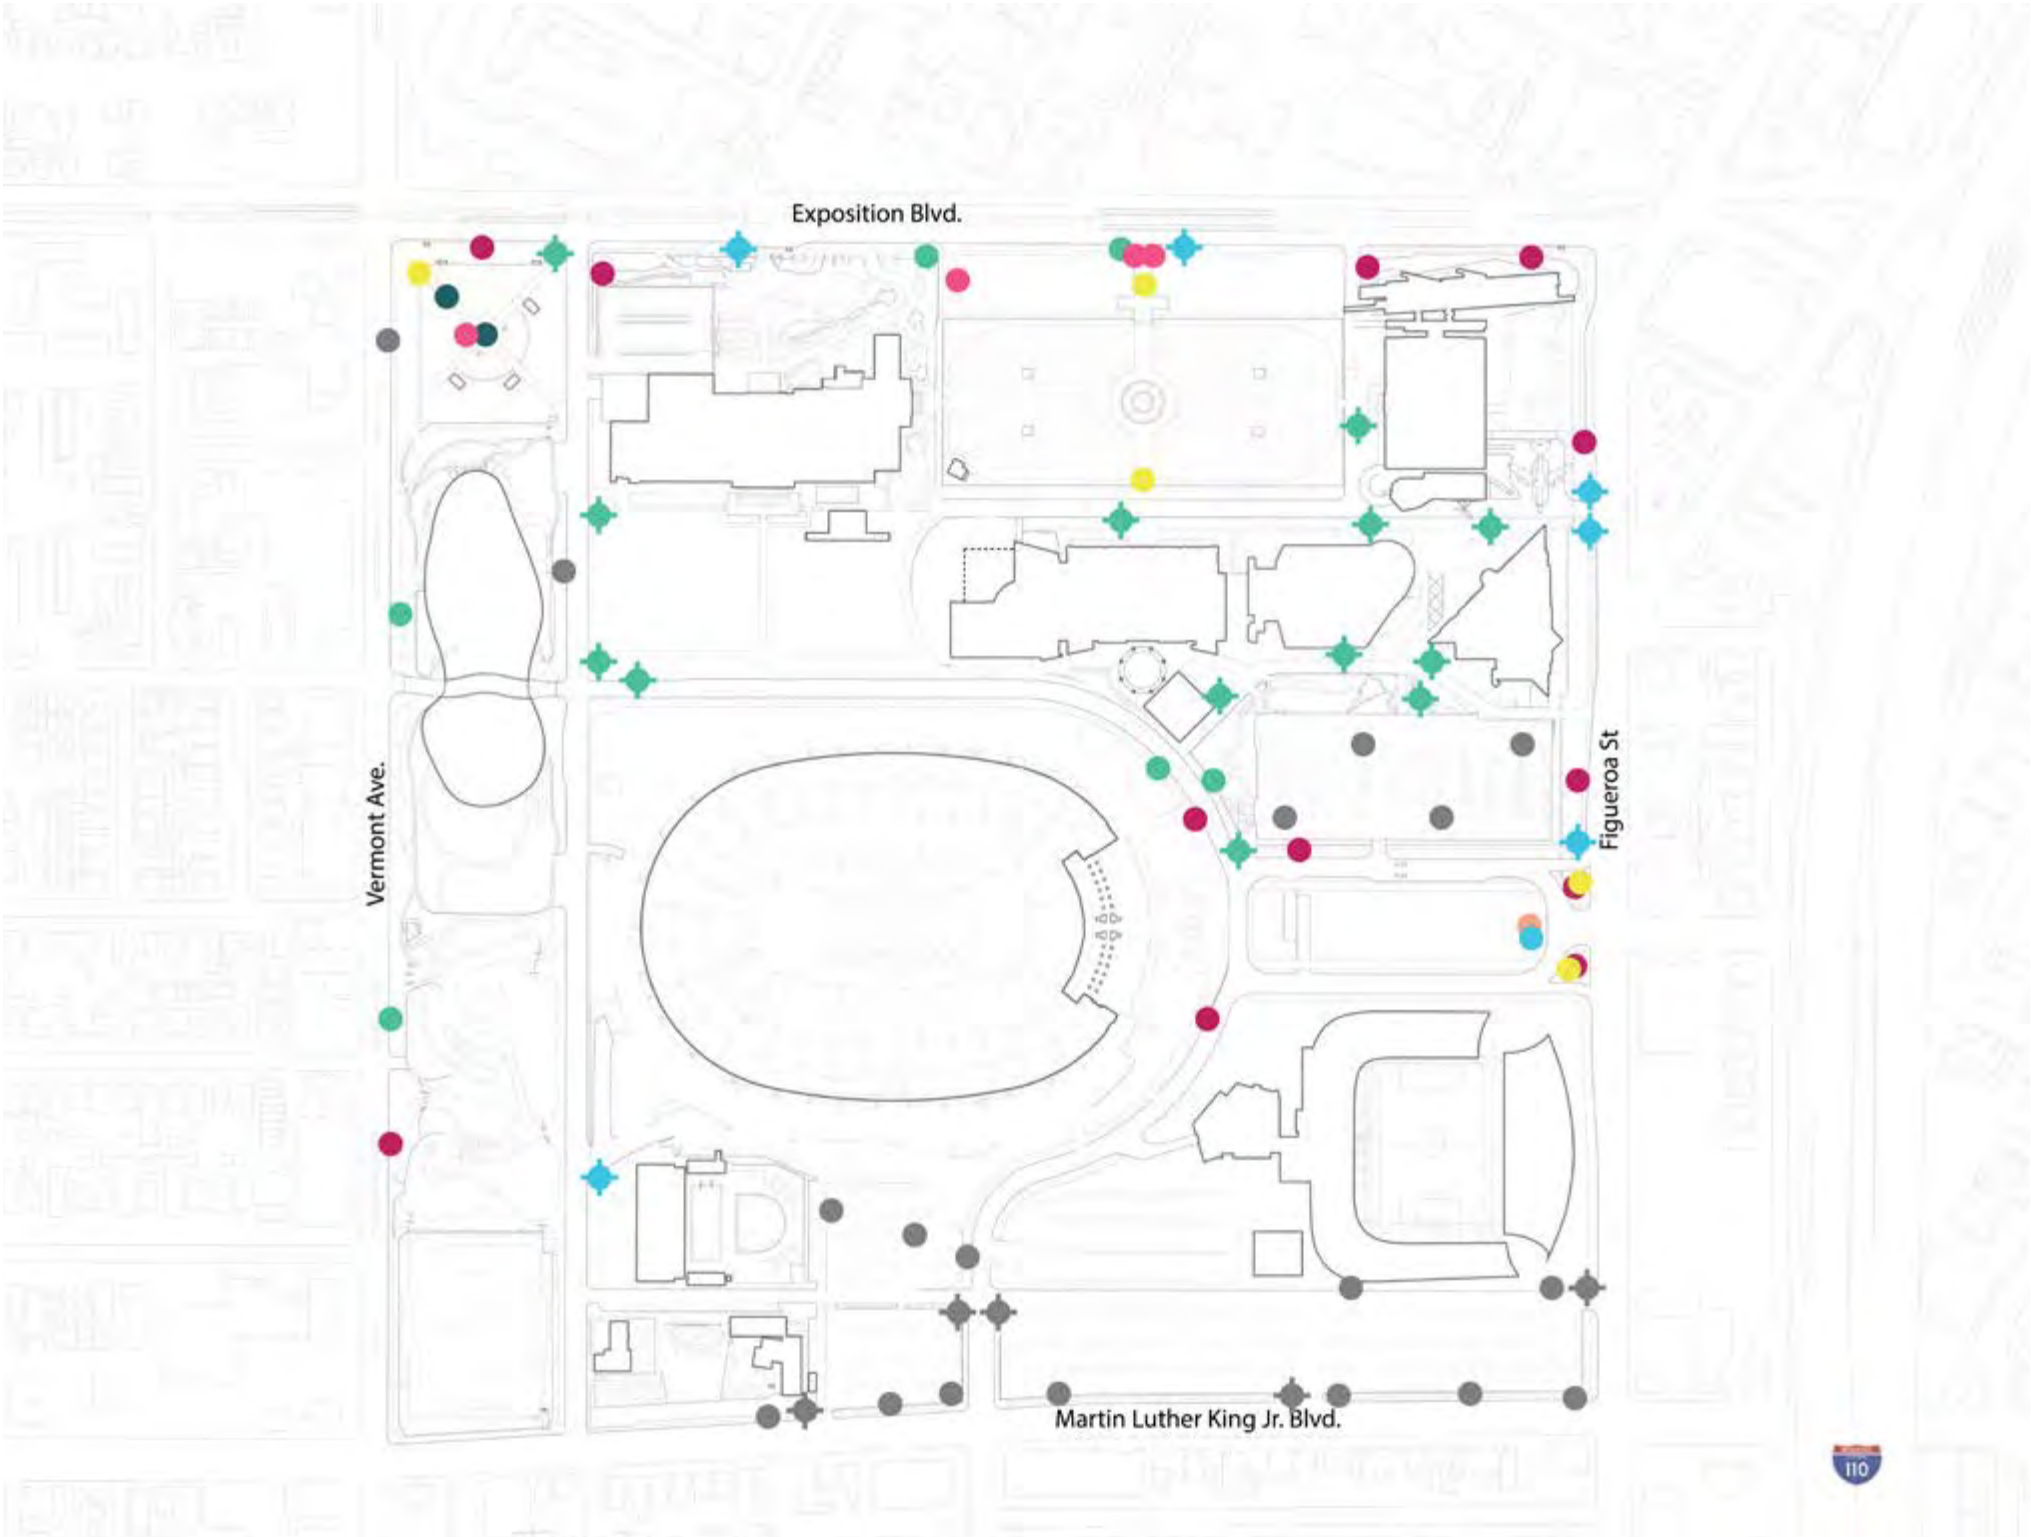 Exposition Blvd.
Vermont Ave.
Figueroa St
Martin Luther King Jr. Blvd.
110